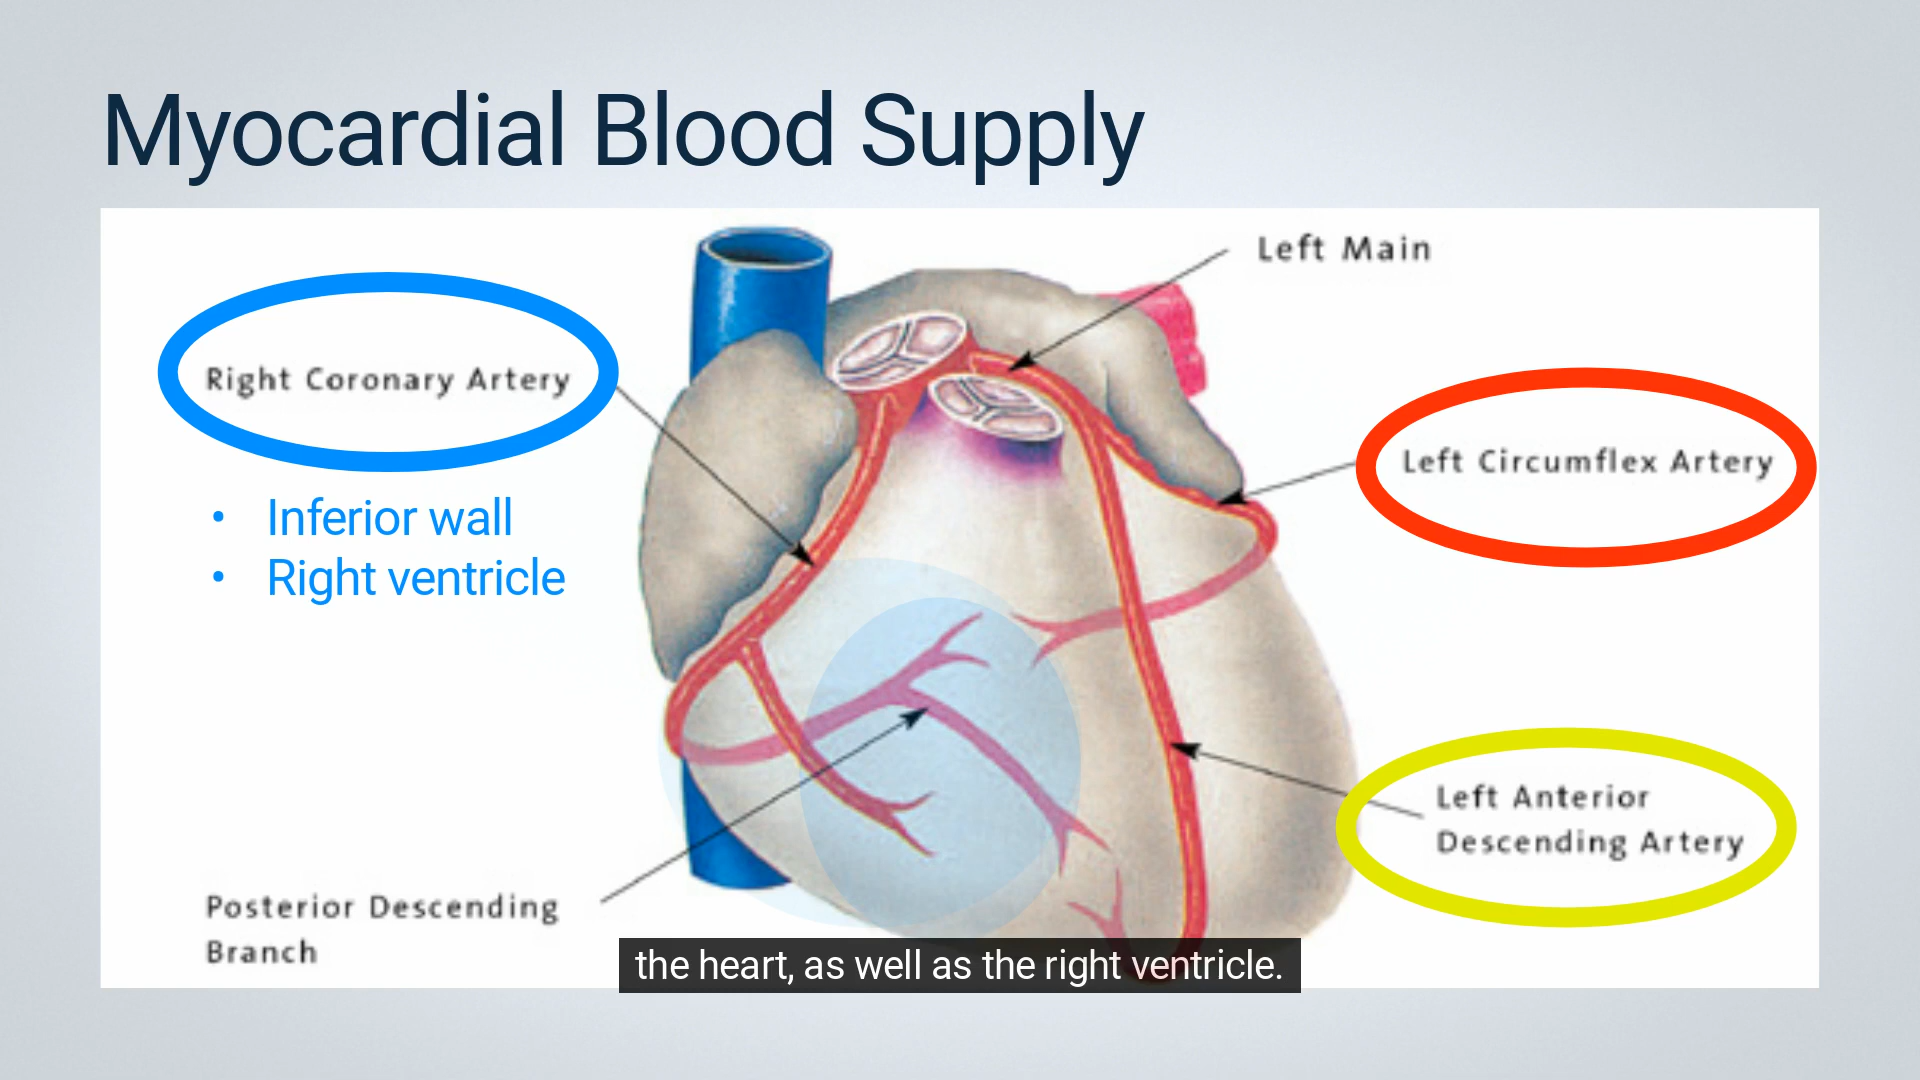 Myocardial Blood Supply
Left Main
Right Coronary Artery
Left Circumflex Artery
• Inferior wall
• Right ventricle
Left Anterior
Descending Artery
Posterior Descending
Branch
the heart, as well as the right ventricle.